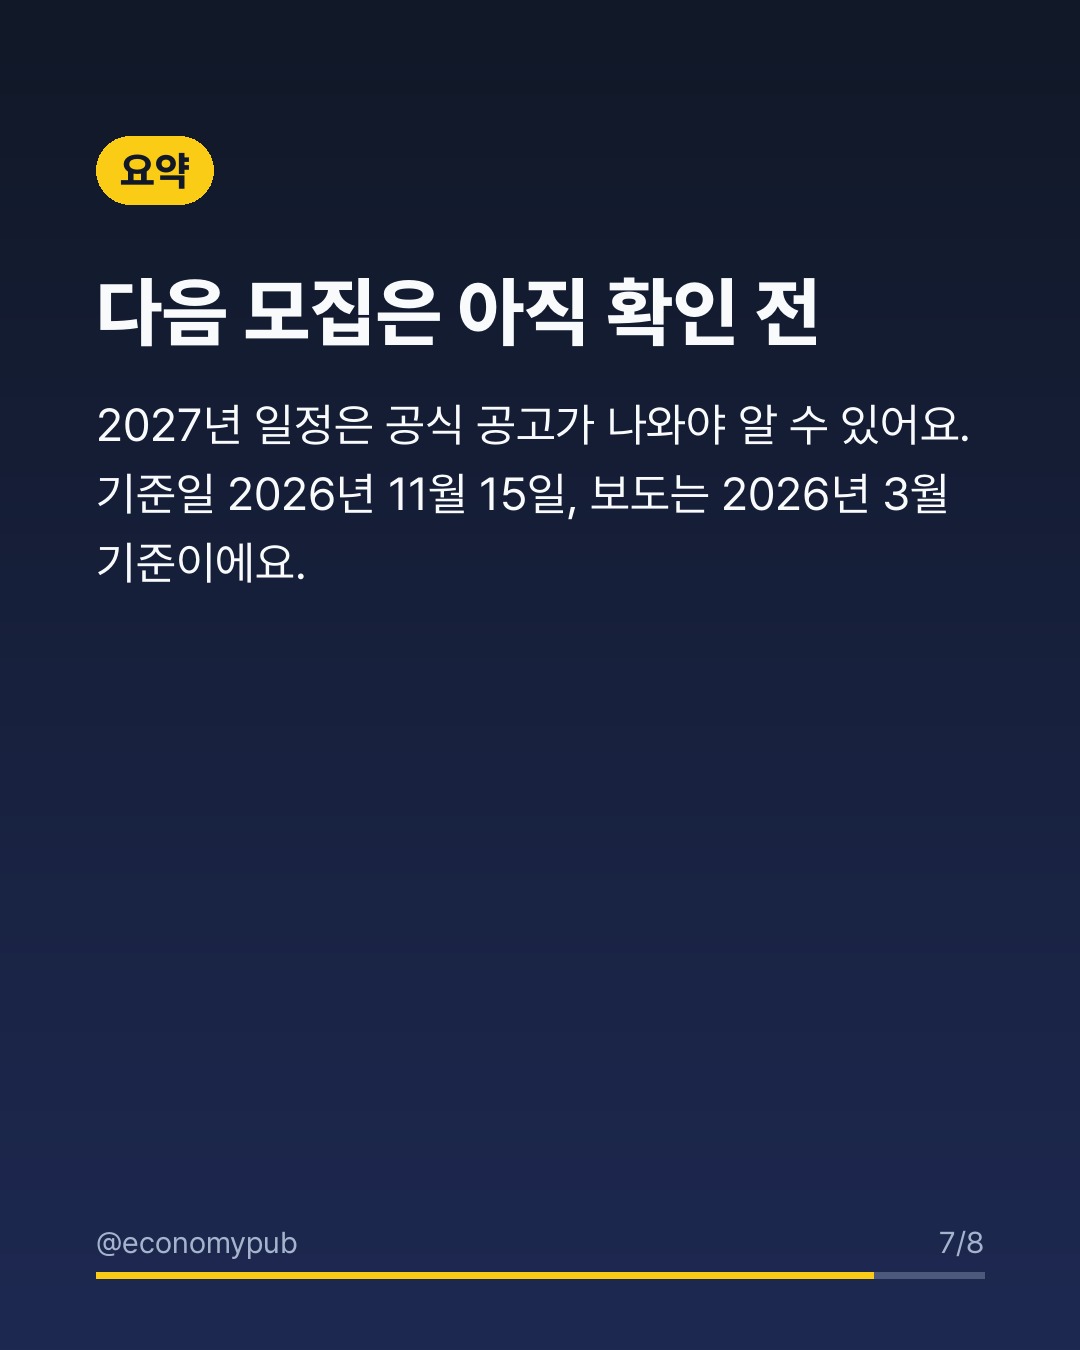 요약
다음 모집은 아직 확인 전
2027년 일정은 공식 공고가 나와야 알 수 있어요.
기준일 2026년 11월 15일, 보도는 2026년 3월
기준이에요.
@economypub
7/8